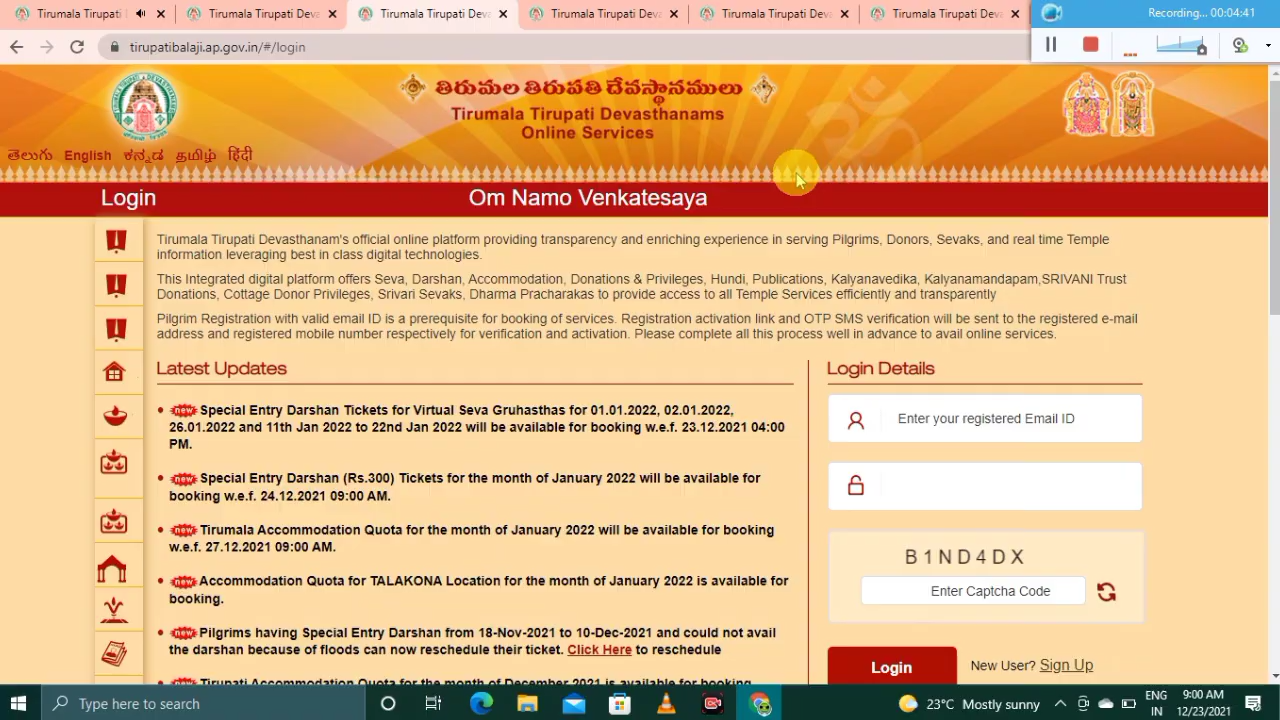 Tirumala Tirupati Deva
Tirumala Tirupati Deva
Tirumala Tirupati Deva
Tirumala Tirupati Deva
Tirumala Tirupati Deva
Tirumala Tirupati Deva
Recording... 00:04:41
tirupatibalaji.ap.gov.in/#/login
తిరుమల తిరుపతి దేవస్థానములు
Tirumala Tirupati Devasthanams
Online Services
తెలుగు English ಕನ್ನಡ தமிழ் हिंदी
Login Om Namo Venkatesaya
Tirumala Tirupati Devasthanam's official online platform providing transparency and enriching experience in serving Pilgrims, Donors, Sevaks, and real time Temple
information leveraging best in class digital technologies.
This Integrated digital platform offers Seva, Darshan, Accommodation, Donations & Privileges, Hundi, Publications, Kalyanavedika, Kalyanamandapam,SRIVANI Trust
Donations, Cottage Donor Privileges, Srivari Sevaks, Dharma Pracharakas to provide access to all Temple Services efficiently and transparently
Pilgrim Registration with valid email ID is a prerequisite for booking of services. Registration activation link and OTP SMS verification will be sent to the registered e-mail
address and registered mobile number respectively for verification and activation. Please complete all this process well in advance to avail online services.
Latest Updates
new Special Entry Darshan Tickets for Virtual Seva Gruhasthas for 01.01.2022, 02.01.2022,
26.01.2022 and 11th Jan 2022 to 22nd Jan 2022 will be available for booking w.e.f. 23.12.2021 04:00
PM.
new Special Entry Darshan (Rs.300) Tickets for the month of January 2022 will be available for
booking w.e.f. 24.12.2021 09:00 AM.
new Tirumala Accommodation Quota for the month of January 2022 will be available for booking
w.e.f. 27.12.2021 09:00 AM.
new Accommodation Quota for TALAKONA Location for the month of January 2022 is available for
booking.
new Pilgrims having Special Entry Darshan from 18-Nov-2021 to 10-Dec-2021 and could not avail
the darshan because of floods can now reschedule their ticket. Click Here to reschedule
new Tirupati Accommodation Quota for the month of December 2021 is available for booking
Login Details
Enter your registered Email ID
B1ND4DX
Enter Captcha Code
Login New User? Sign Up
Type here to search
23°C Mostly sunny
ENG
IN
9:00 AM
12/23/2021